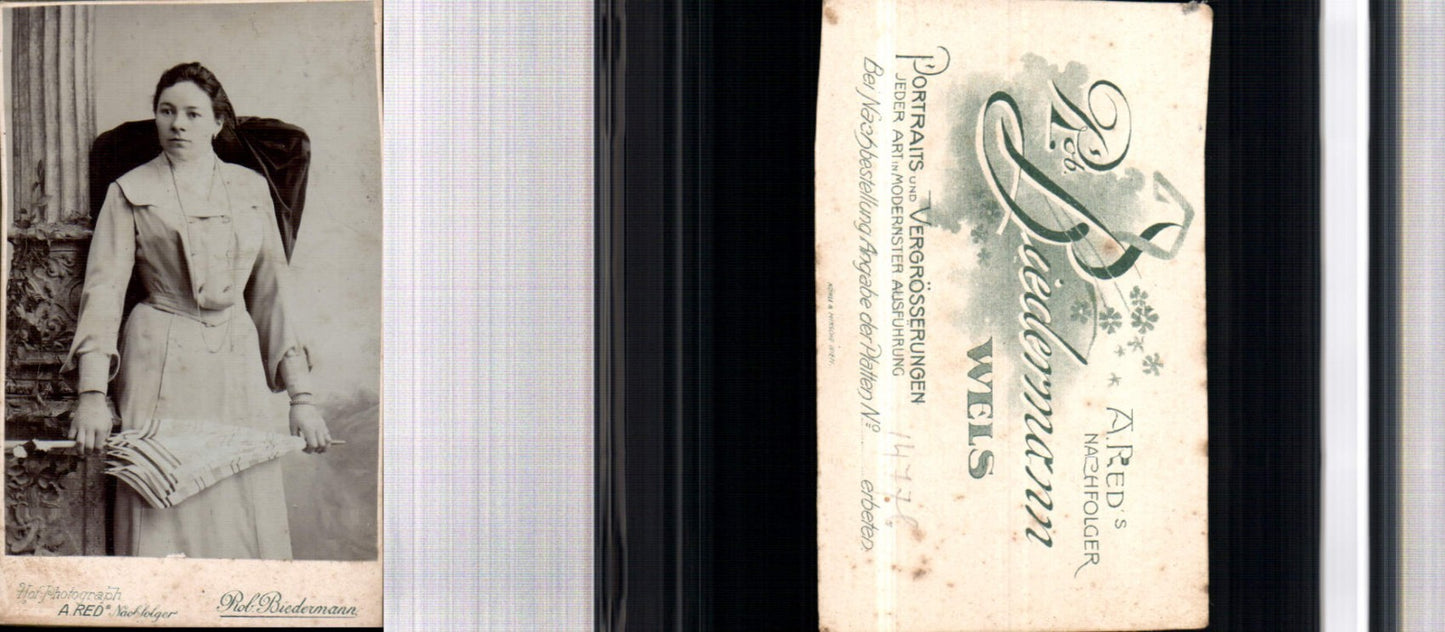 Hof-Photograph
A. RED's Nachfolger
Rob. Biedermann.
A. RED'S
NACHFOLGER
Rob. Biedermann
WELS
PORTRAITS UND VERGRÖSSERUNGEN
JEDER ART IN MODERNSTER AUSFÜHRUNG
Bei Nachbestellung Angabe der Platten No erbeten.